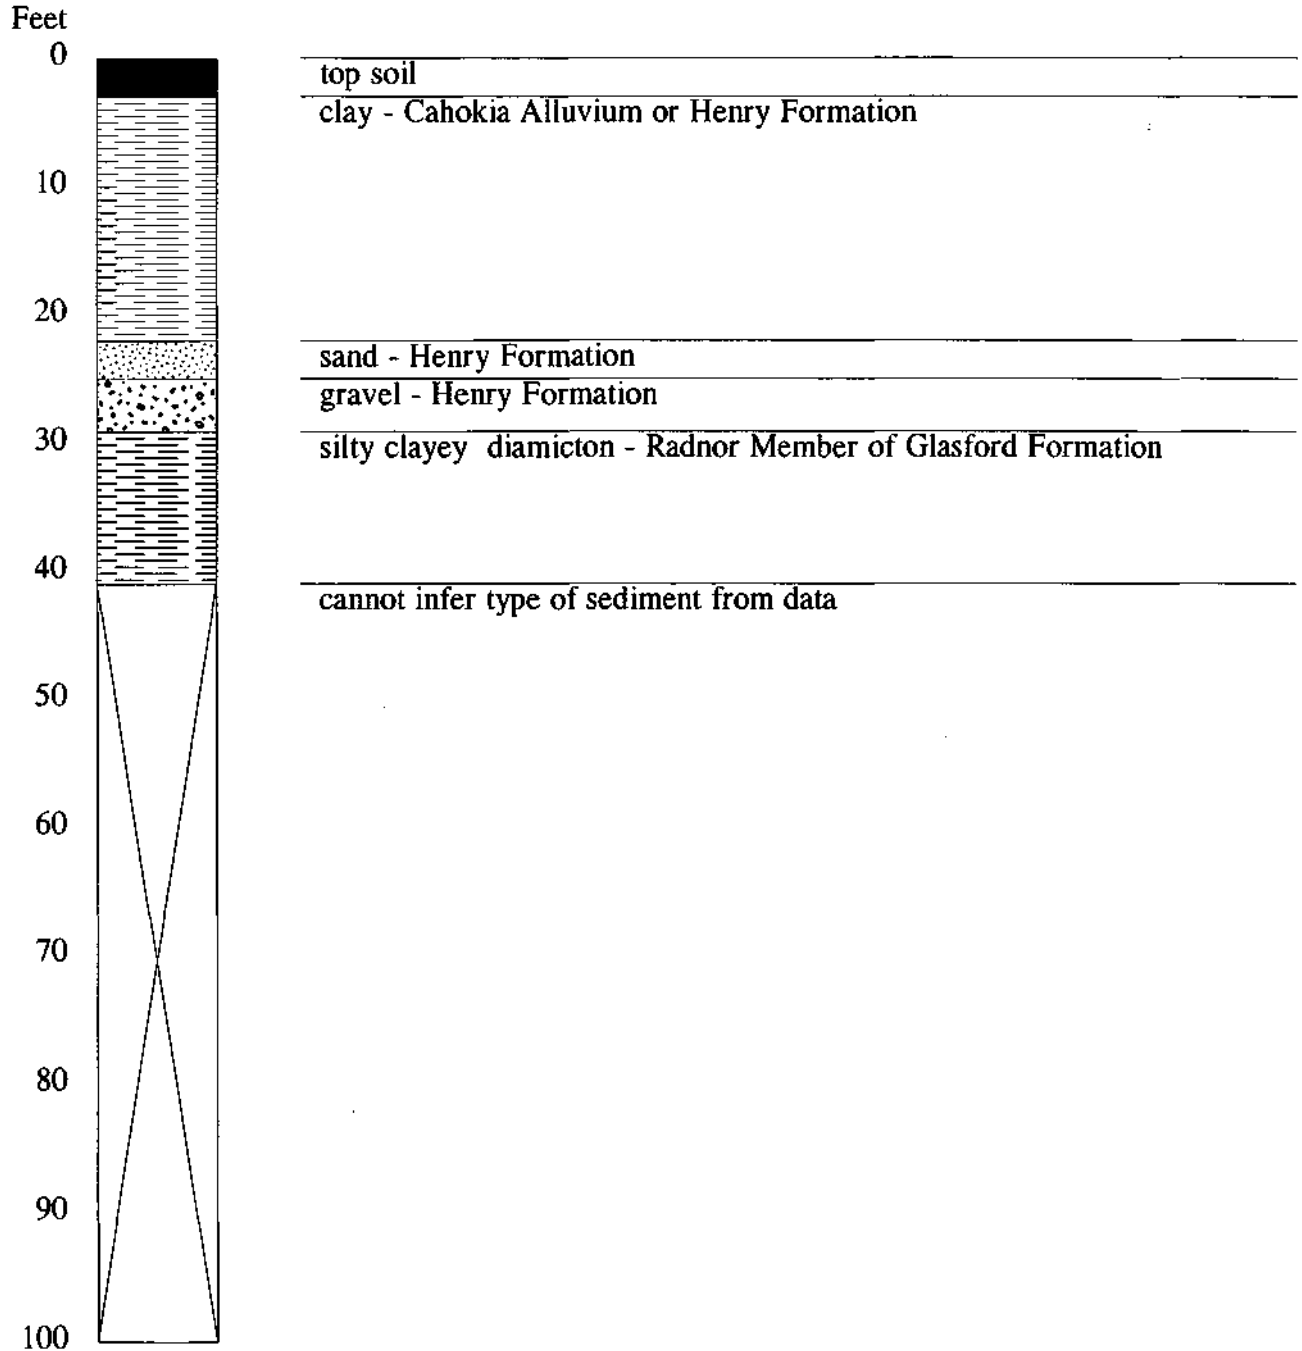 Feet
0
top soil
clay - Cahokia Alluvium or Henry Formation
10
20
sand - Henry Formation
gravel - Henry Formation
30
silty clayey diamicton - Radnor Member of Glasford Formation
40
cannot infer type of sediment from data
50
60
70
80
90
100